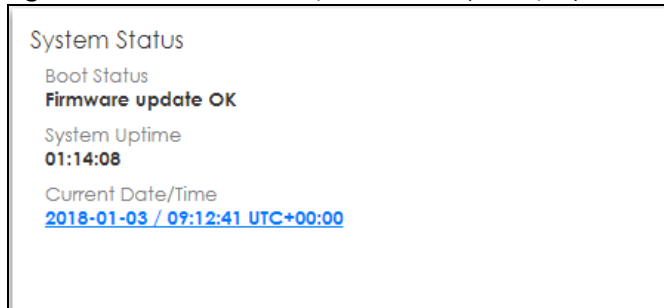 System Status
Boot Status
Firmware update OK
System Uptime
01:14:08
Current Date/Time
2018-01-03 / 09:12:41 UTC+00:00